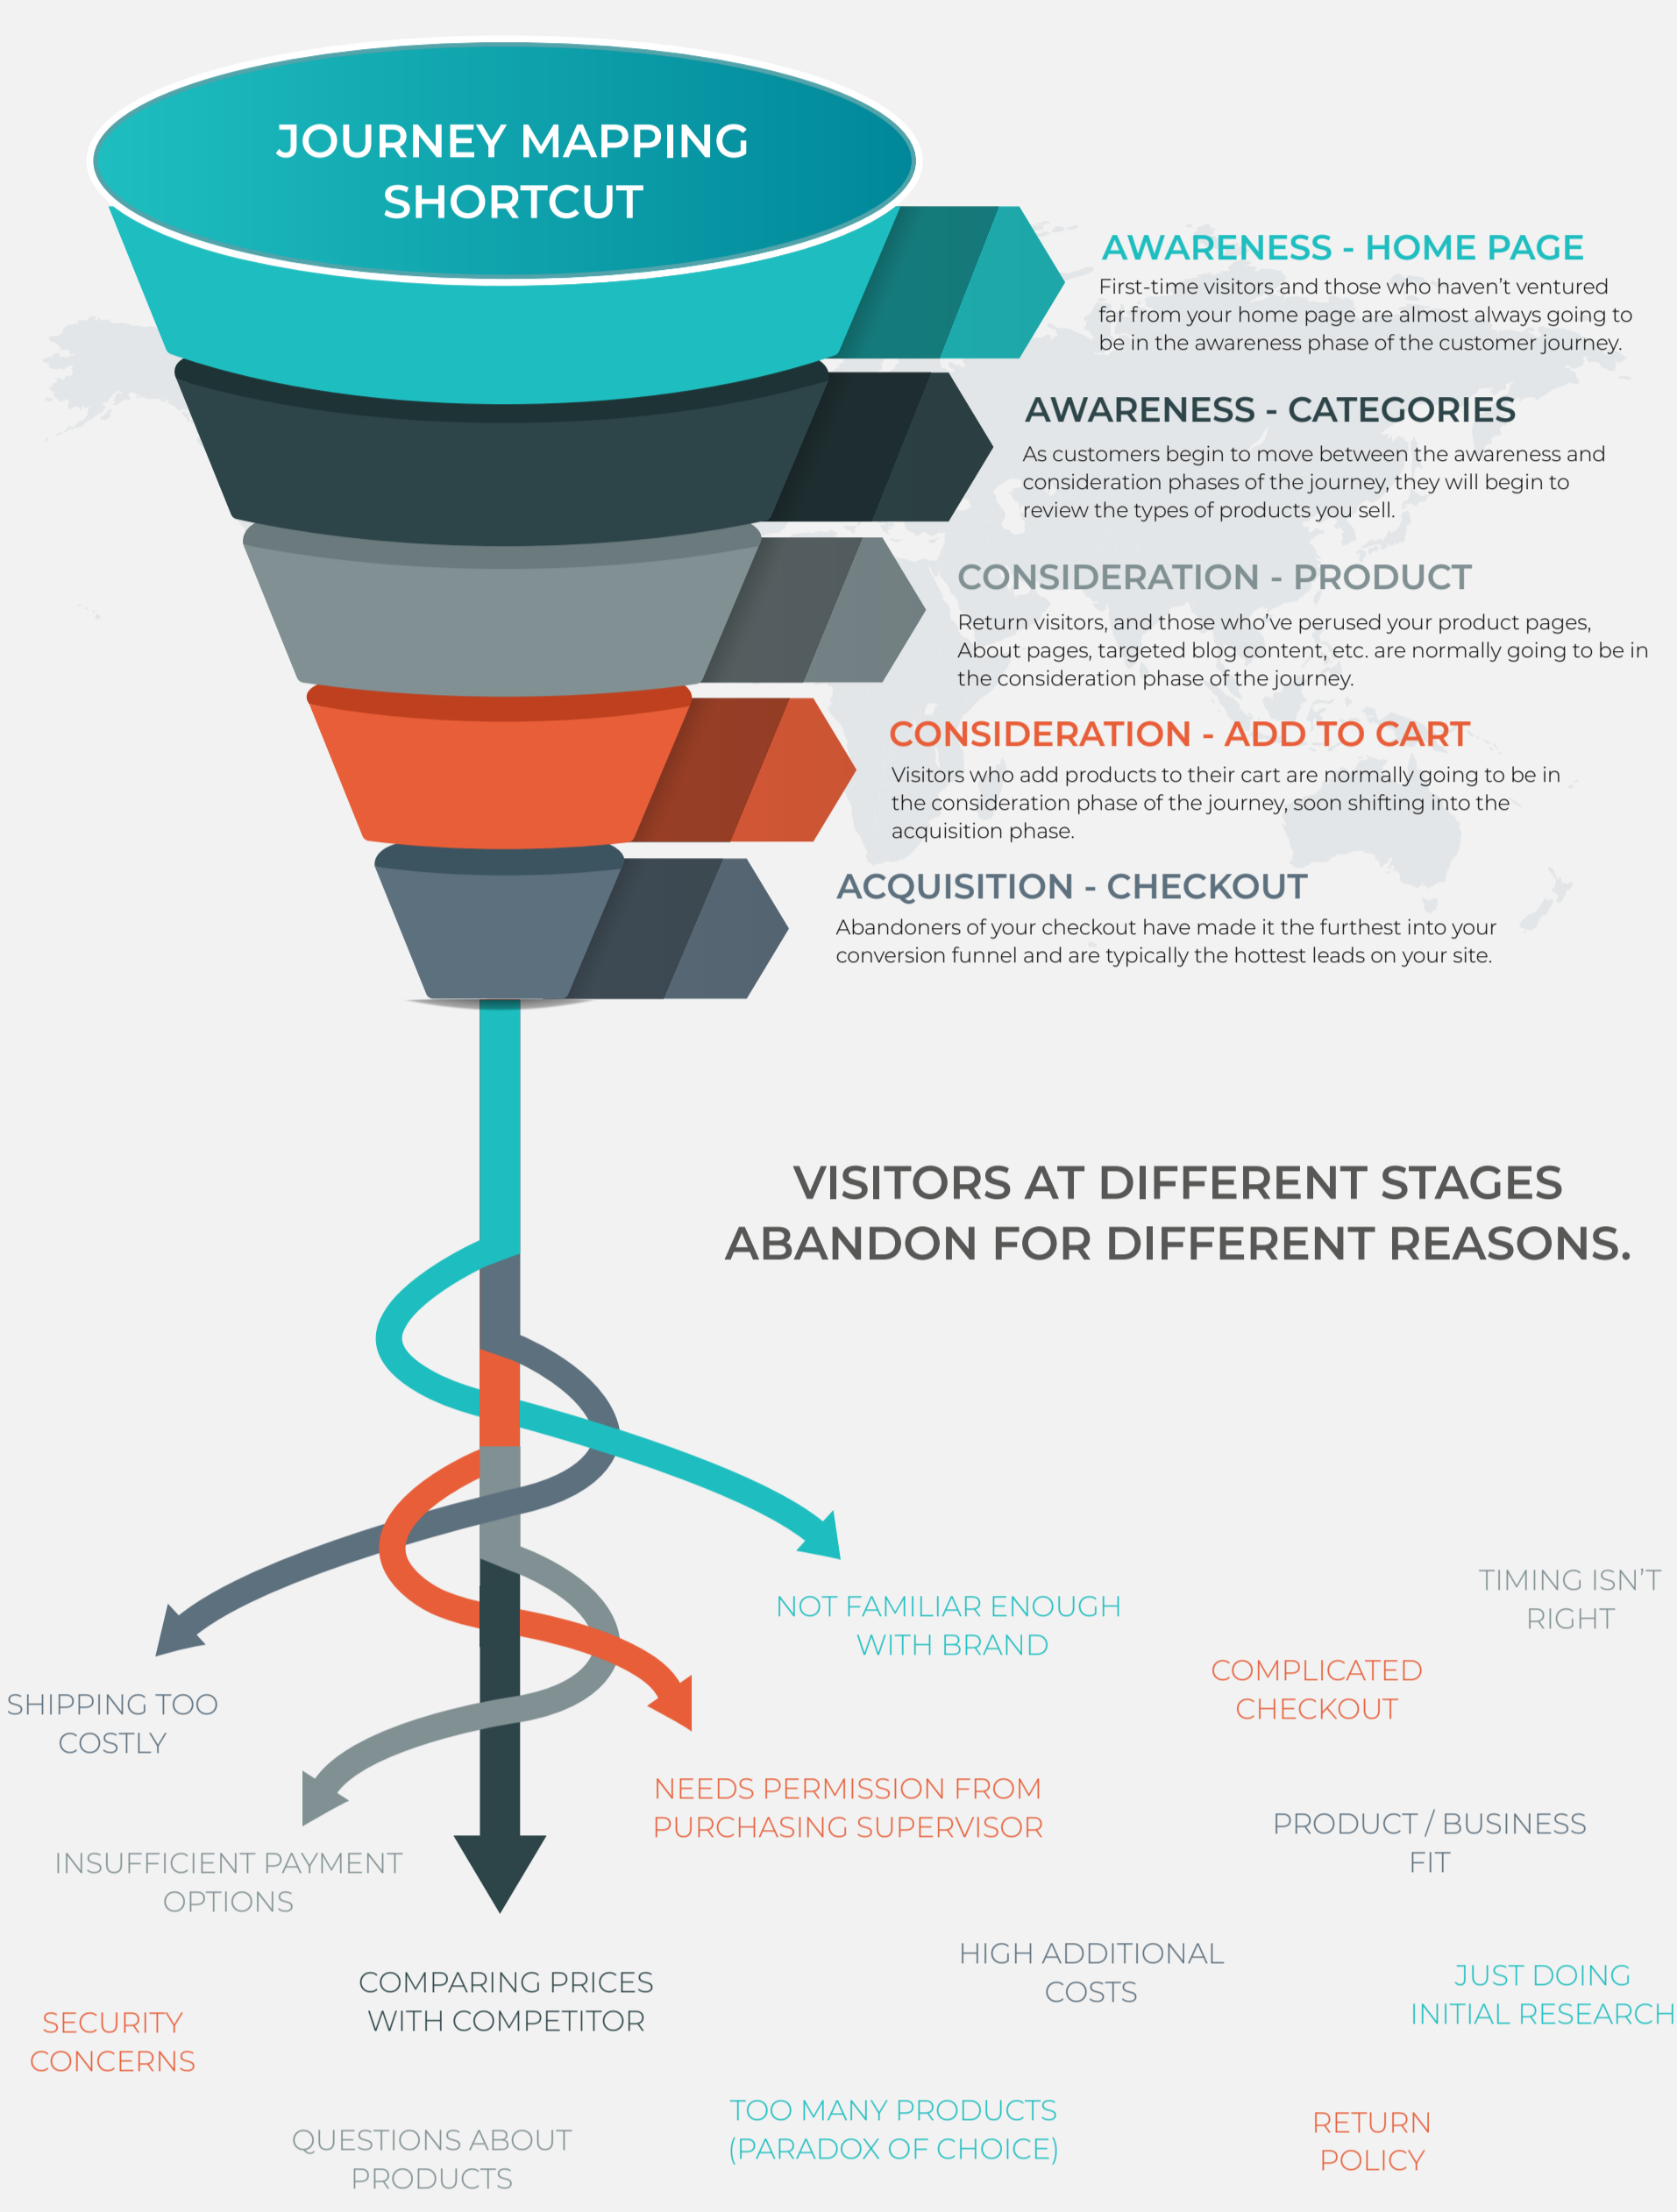 JOURNEY MAPPING
SHORTCUT
AWARENESS - HOME PAGE
First-time visitors and those who haven't ventured
far from your home page are almost always going to
be in the awareness phase of the customer journey.
AWARENESS - CATEGORIES
As customers begin to move between the awareness and
consideration phases of the journey, they will begin to
review the types of products you sell.
CONSIDERATION - PRODUCT
Return visitors, and those who've perused your product pages,
About pages, targeted blog content, etc. are normally going to be in
the consideration phase of the journey.
CONSIDERATION - ADD TO CART
Visitors who add products to their cart are normally going to be in
the consideration phase of the journey, soon shifting into the
acquisition phase.
ACQUISITION - CHECKOUT
Abandoners of your checkout have made it the furthest into your
conversion funnel and are typically the hottest leads on your site.
VISITORS AT DIFFERENT STAGES
ABANDON FOR DIFFERENT REASONS.
TIMING ISN'T
RIGHT
NOT FAMILIAR ENOUGH
WITH BRAND
COMPLICATED
CHECKOUT
SHIPPING TOO
COSTLY
NEEDS PERMISSION FROM
PURCHASING SUPERVISOR
PRODUCT / BUSINESS
FIT
INSUFFICIENT PAYMENT
OPTIONS
HIGH ADDITIONAL
COSTS
JUST DOING
INITIAL RESEARCH
COMPARING PRICES
WITH COMPETITOR
SECURITY
CONCERNS
TOO MANY PRODUCTS
(PARADOX OF CHOICE)
RETURN
POLICY
QUESTIONS ABOUT
PRODUCTS